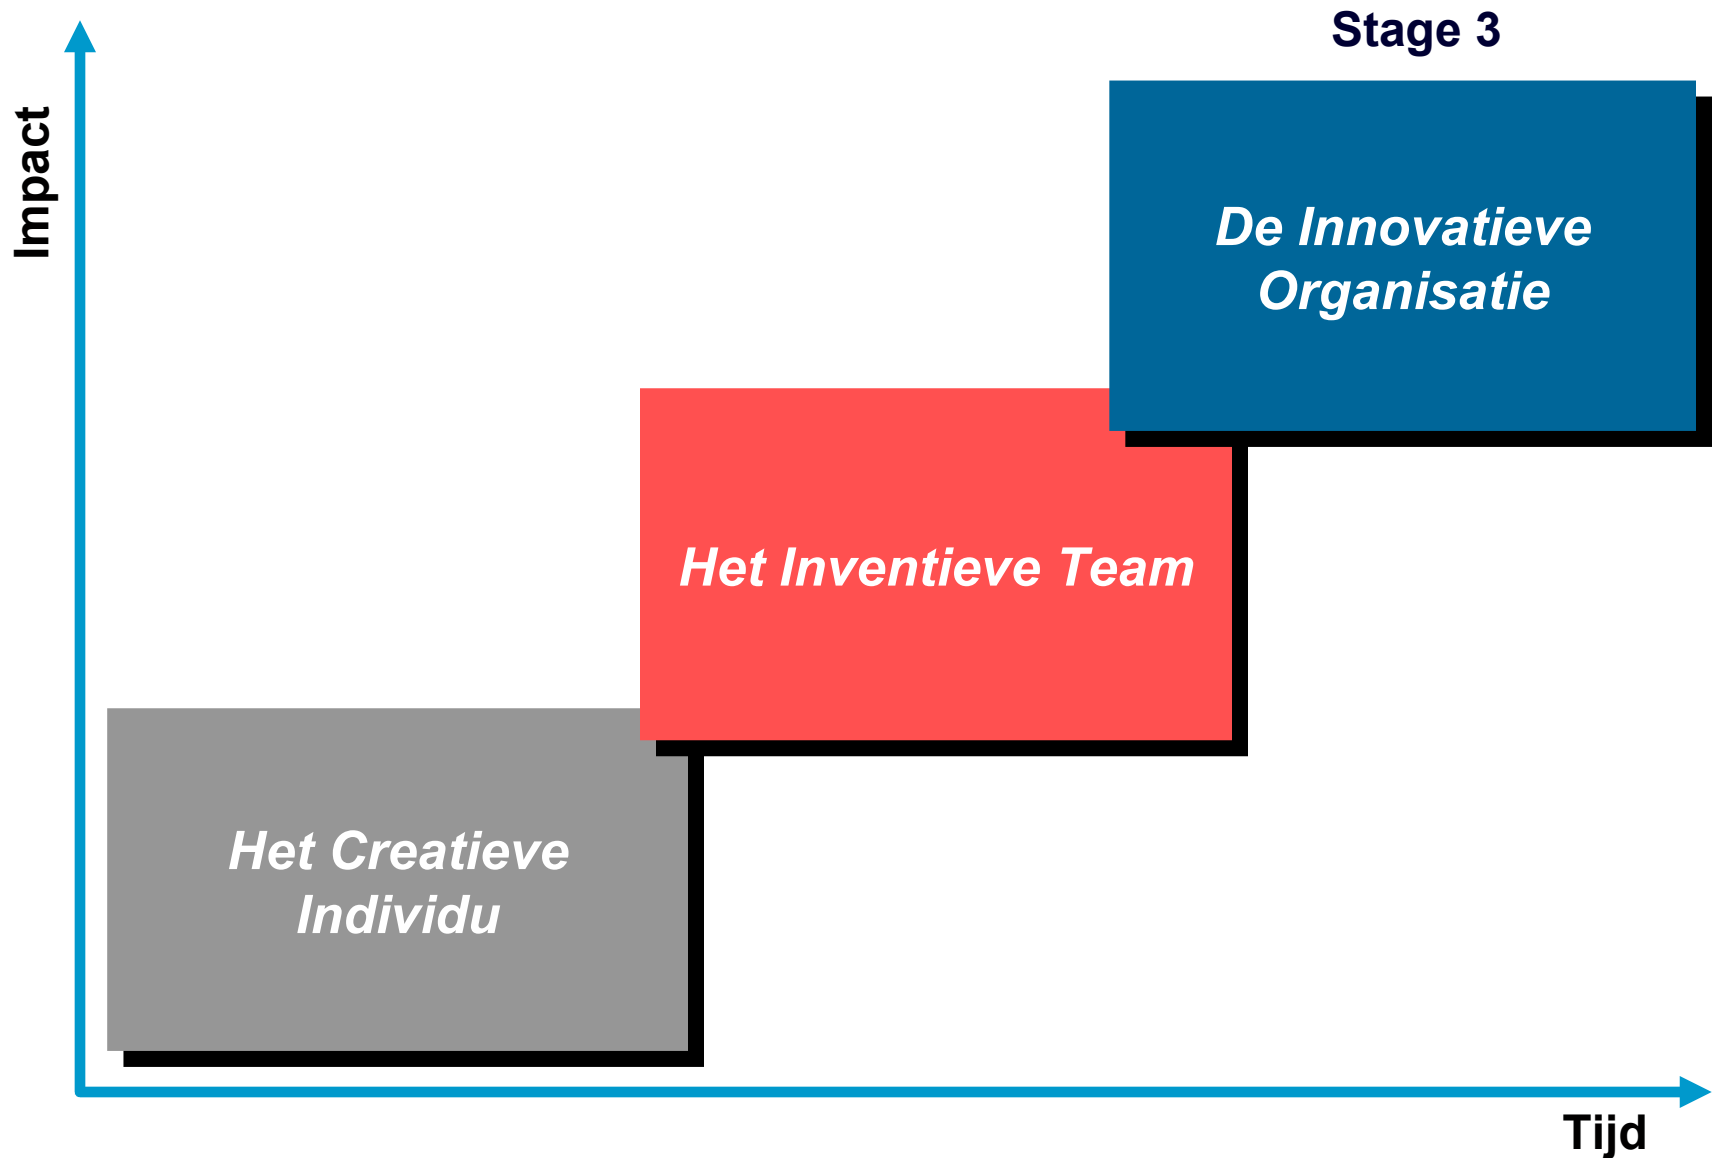 Stage 3
Impact
De Innovatieve
Organisatie
Het Inventieve Team
Het Creatieve
Individu
Tijd